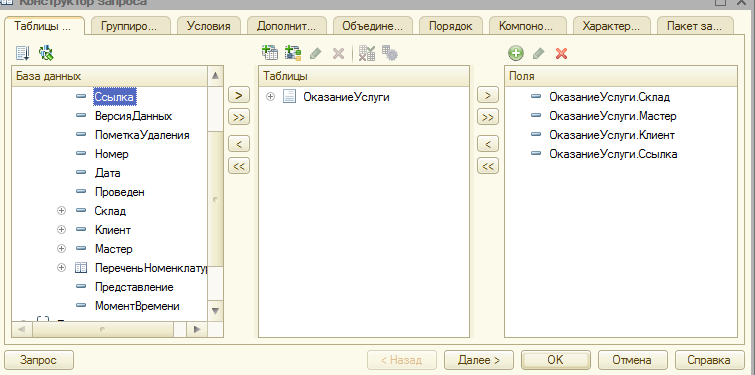 Конструктор запроса
Таблицы ...
Группиро...
Условия
Дополнит...
Объедине...
Порядок
Компоно...
Характер...
Пакет за...
База данных
Ссылка
ВерсияДанных
ПометкаУдаления
Номер
Дата
Проведен
Склад
Клиент
Мастер
ПереченьНоменклатур
Представление
МоментВремени
Таблицы
ОказаниеУслуги
Поля
ОказаниеУслуги.Склад
ОказаниеУслуги.Мастер
ОказаниеУслуги.Клиент
ОказаниеУслуги.Ссылка
>
>>
<
<<
>
>>
<
<<
Запрос
< Назад
Далее >
OK
Отмена
Справка